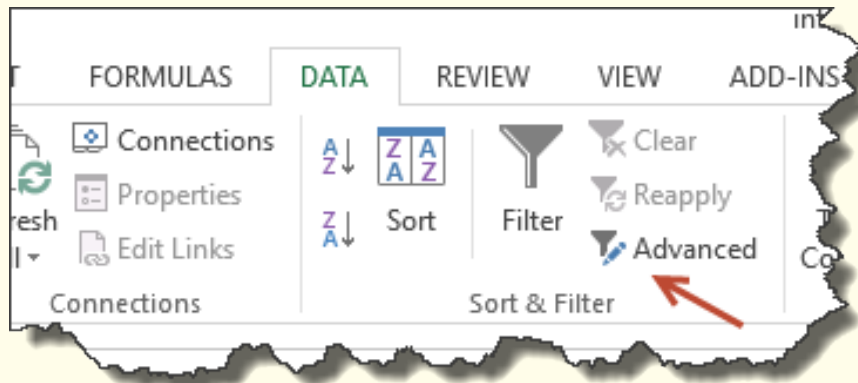 FORMULAS DATA REVIEW VIEW ADD-INS
Connections
Properties
Edit Links
Connections
A
Z
Z
A
Z A
A Z
Sort
Filter
Clear
Reapply
Advanced
Sort & Filter